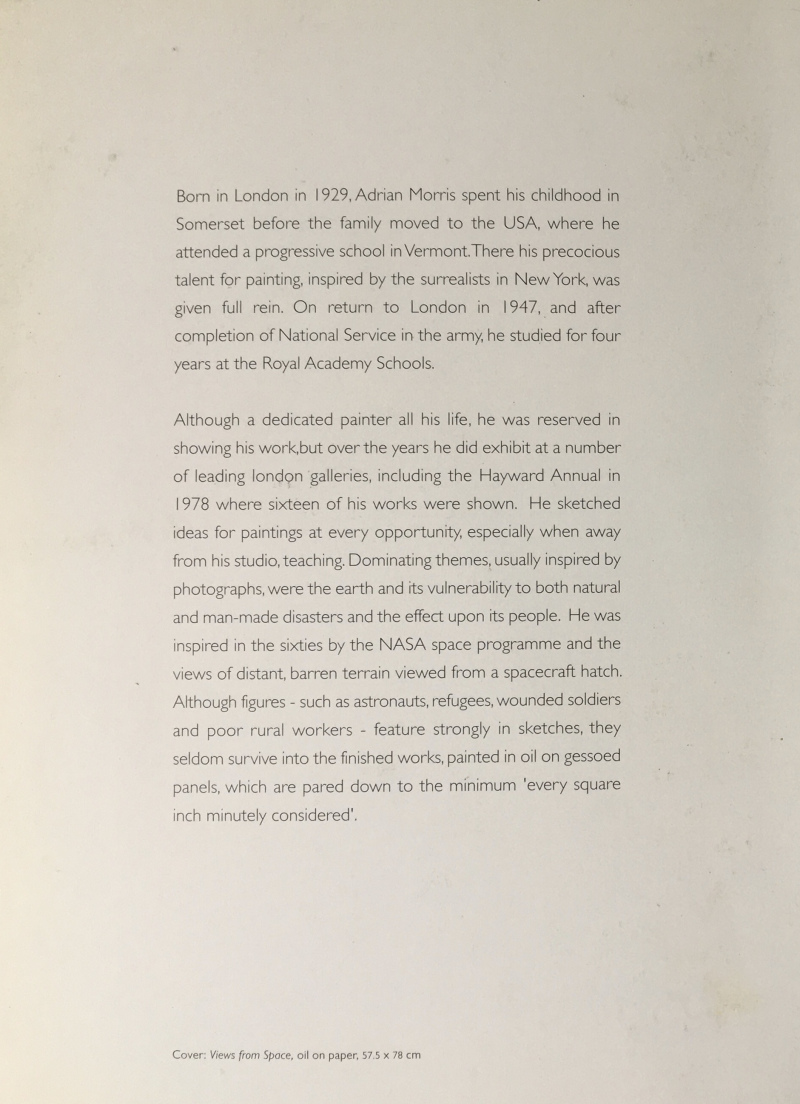 Born in London in 1929, Adrian Morris spent his childhood in
Somerset before the family moved to the USA, where he
attended a progressive school in Vermont.There his precocious
talent for painting, inspired by the surrealists in New York, was
given full rein. On return to London in 1947, and after
completion of National Service in the army, he studied for four
years at the Royal Academy Schools.
Although a dedicated painter all his life, he was reserved in
showing his work,but over the years he did exhibit at a number
of leading london galleries, including the Hayward Annual in
1978 where sixteen of his works were shown. He sketched
ideas for paintings at every opportunity, especially when away
from his studio, teaching. Dominating themes, usually inspired by
photographs, were the earth and its vulnerability to both natural
and man-made disasters and the effect upon its people. He was
inspired in the sixties by the NASA space programme and the
views of distant, barren terrain viewed from a spacecraft hatch.
Although figures - such as astronauts, refugees, wounded soldiers
and poor rural workers - feature strongly in sketches, they
seldom survive into the finished works, painted in oil on gessoed
panels, which are pared down to the minimum 'every square
inch minutely considered'.
Cover: Views from Space, oil on paper, 57.5 x 78 cm